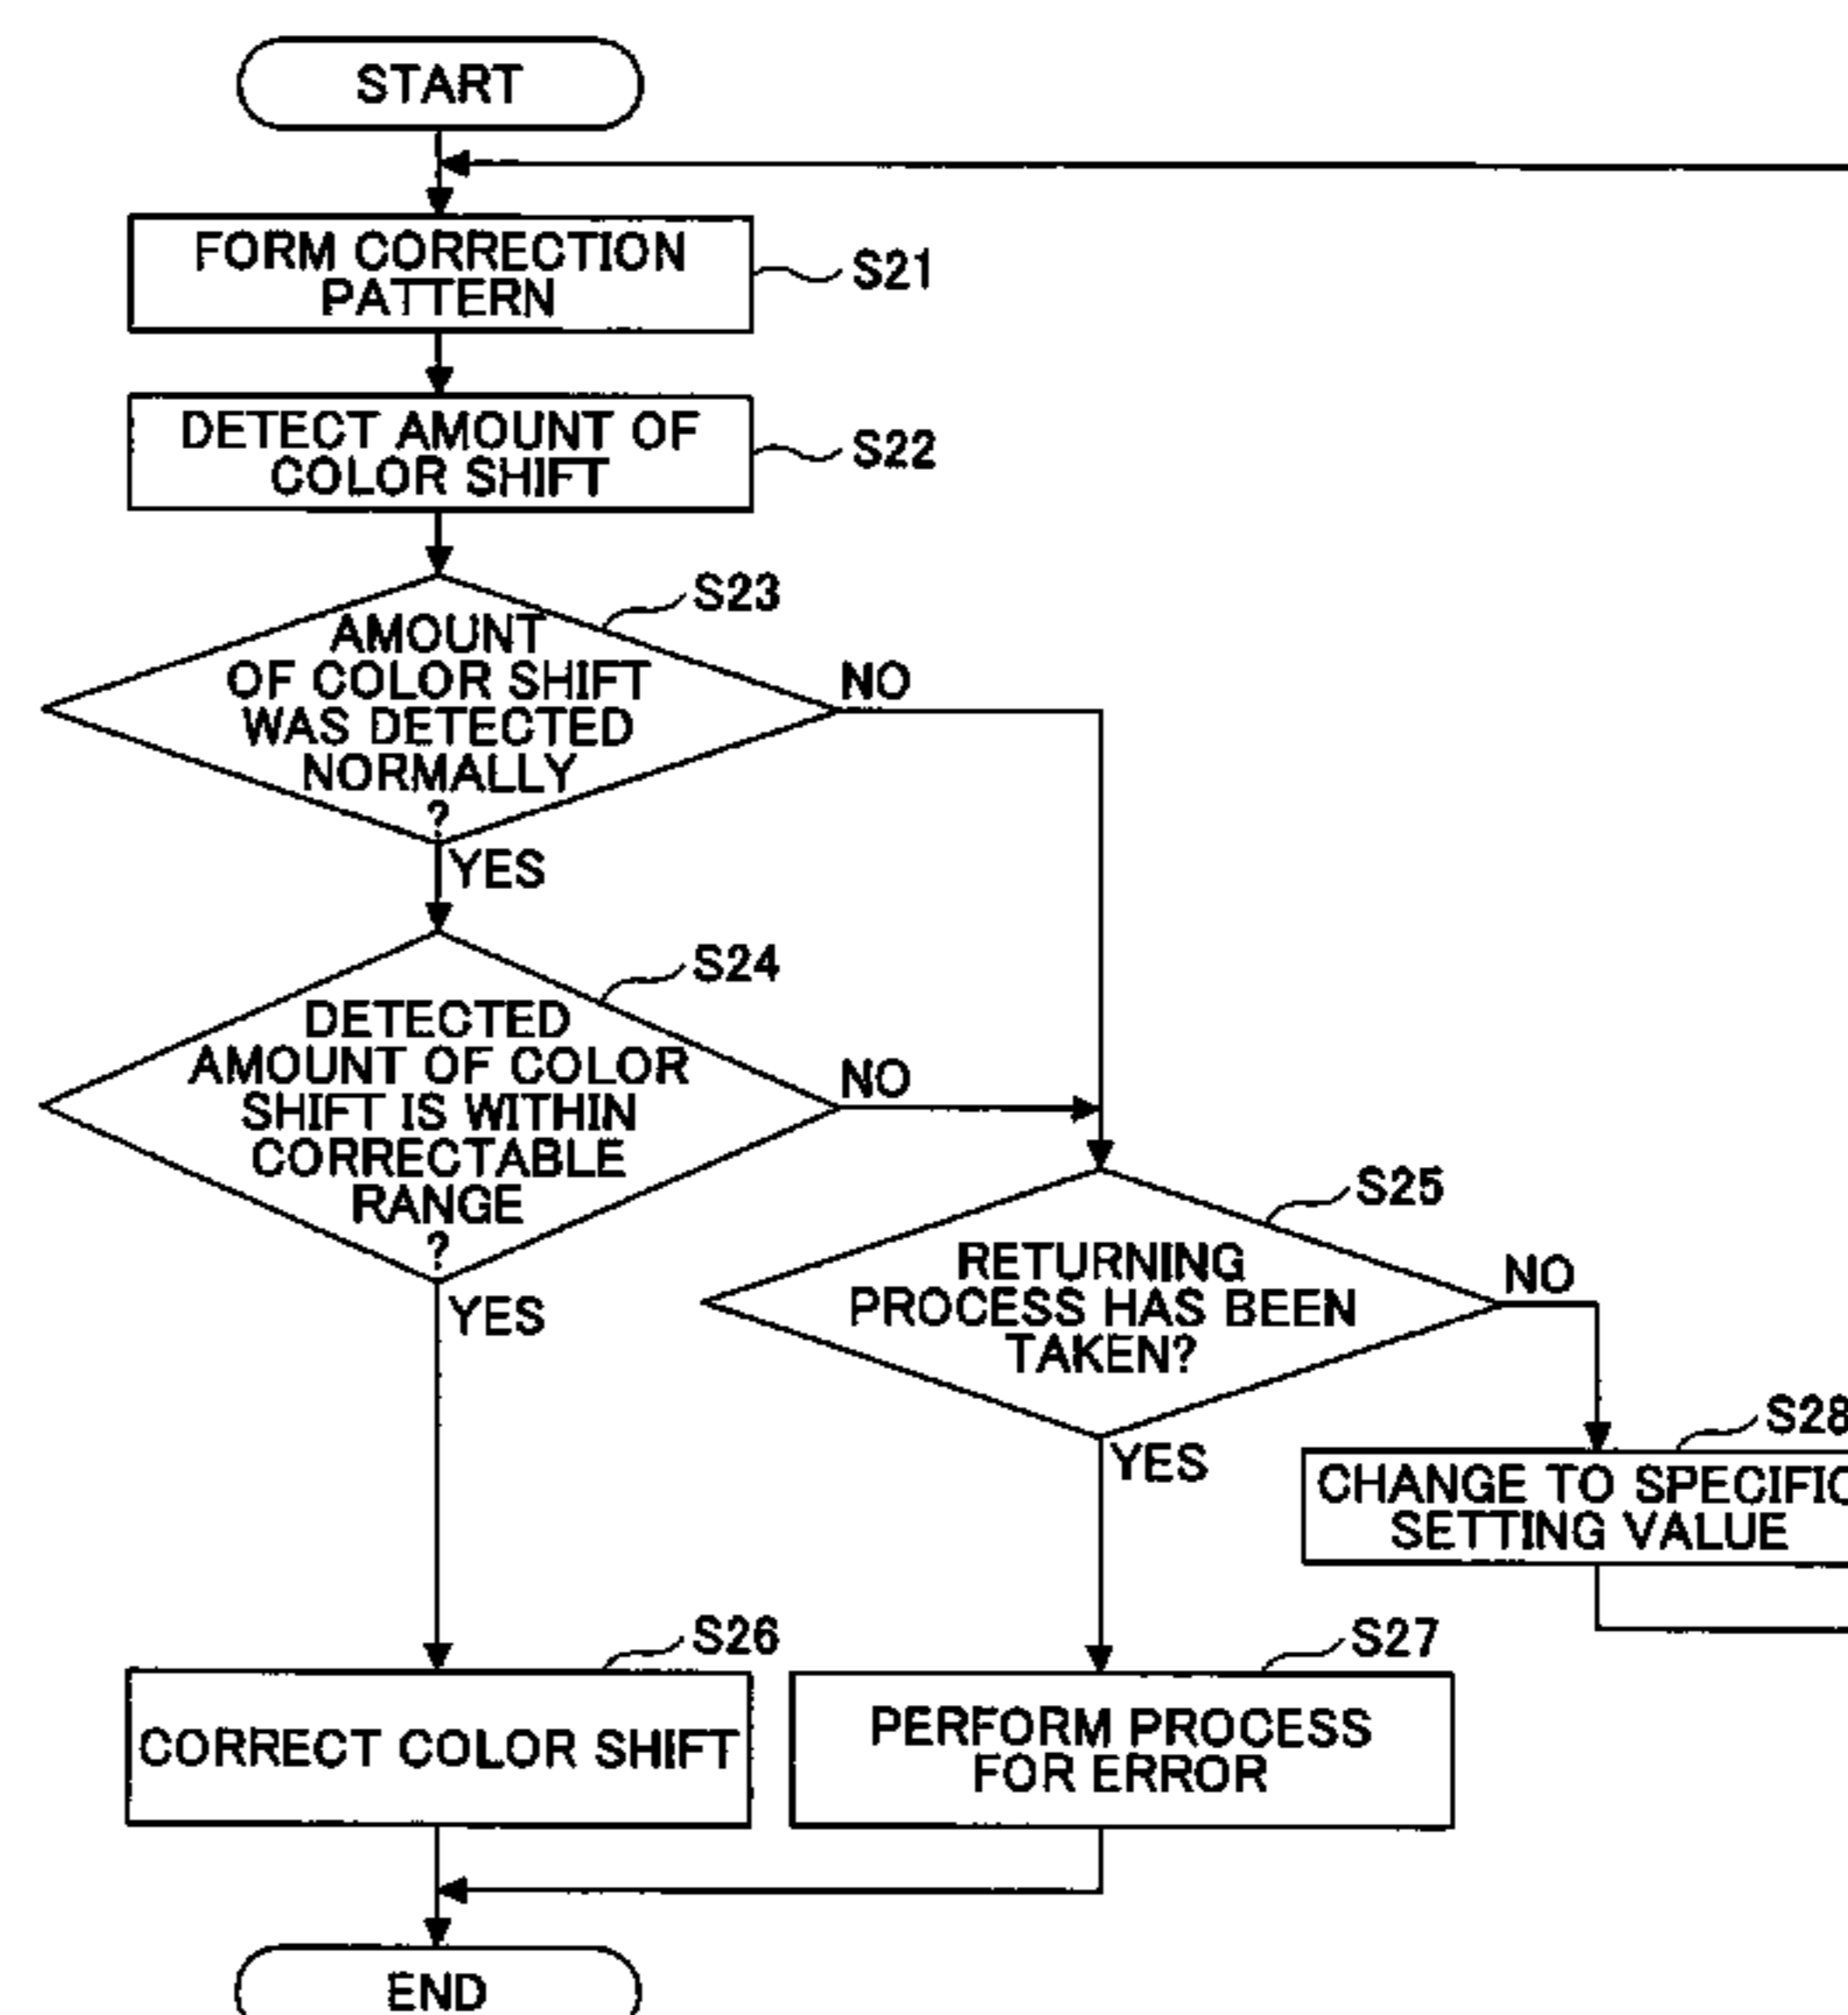 START
FORM CORRECTION
PATTERN
S21
DETECT AMOUNT OF
COLOR SHIFT
S22
S23
AMOUNT
OF COLOR SHIFT
WAS DETECTED
NORMALLY
?
NO
YES
S24
DETECTED
AMOUNT OF COLOR
SHIFT IS WITHIN
CORRECTABLE
RANGE
?
NO
YES
S25
RETURNING
PROCESS HAS BEEN
TAKEN?
NO
YES
S28
CHANGE TO SPECIFIC
SETTING VALUE
S26
CORRECT COLOR SHIFT
S27
PERFORM PROCESS
FOR ERROR
END